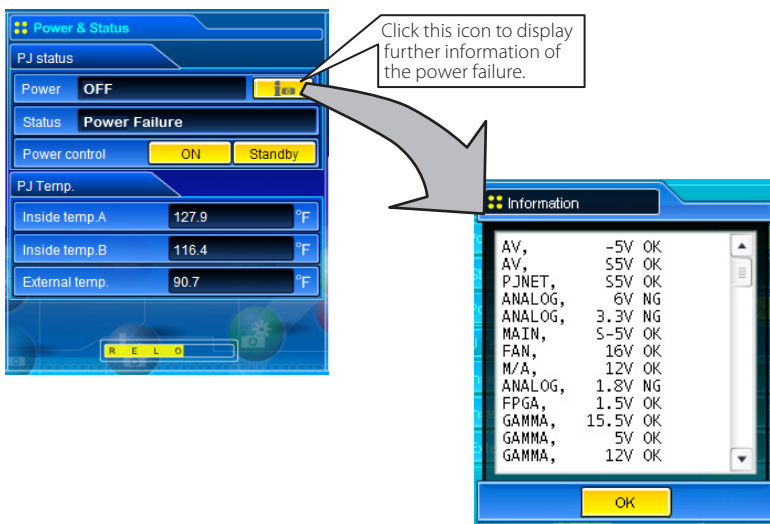 Power & Status
PJ status
Power OFF
Status Power Failure
Power control ON Standby
PJ Temp.
Inside temp.A 127.9 °F
Inside temp.B 116.4 °F
External temp. 90.7 °F
R E L O
Click this icon to display
further information of
the power failure.
Information
AV, -5V OK
AV, S5V OK
PJNET, S5V OK
ANALOG, 6V NG
ANALOG, 3.3V NG
MAIN, S-5V OK
FAN, 16V OK
M/A, 12V OK
ANALOG, 1.8V NG
FPGA, 1.5V OK
GAMMA, 15.5V OK
GAMMA, 5V OK
GAMMA, 12V OK
OK